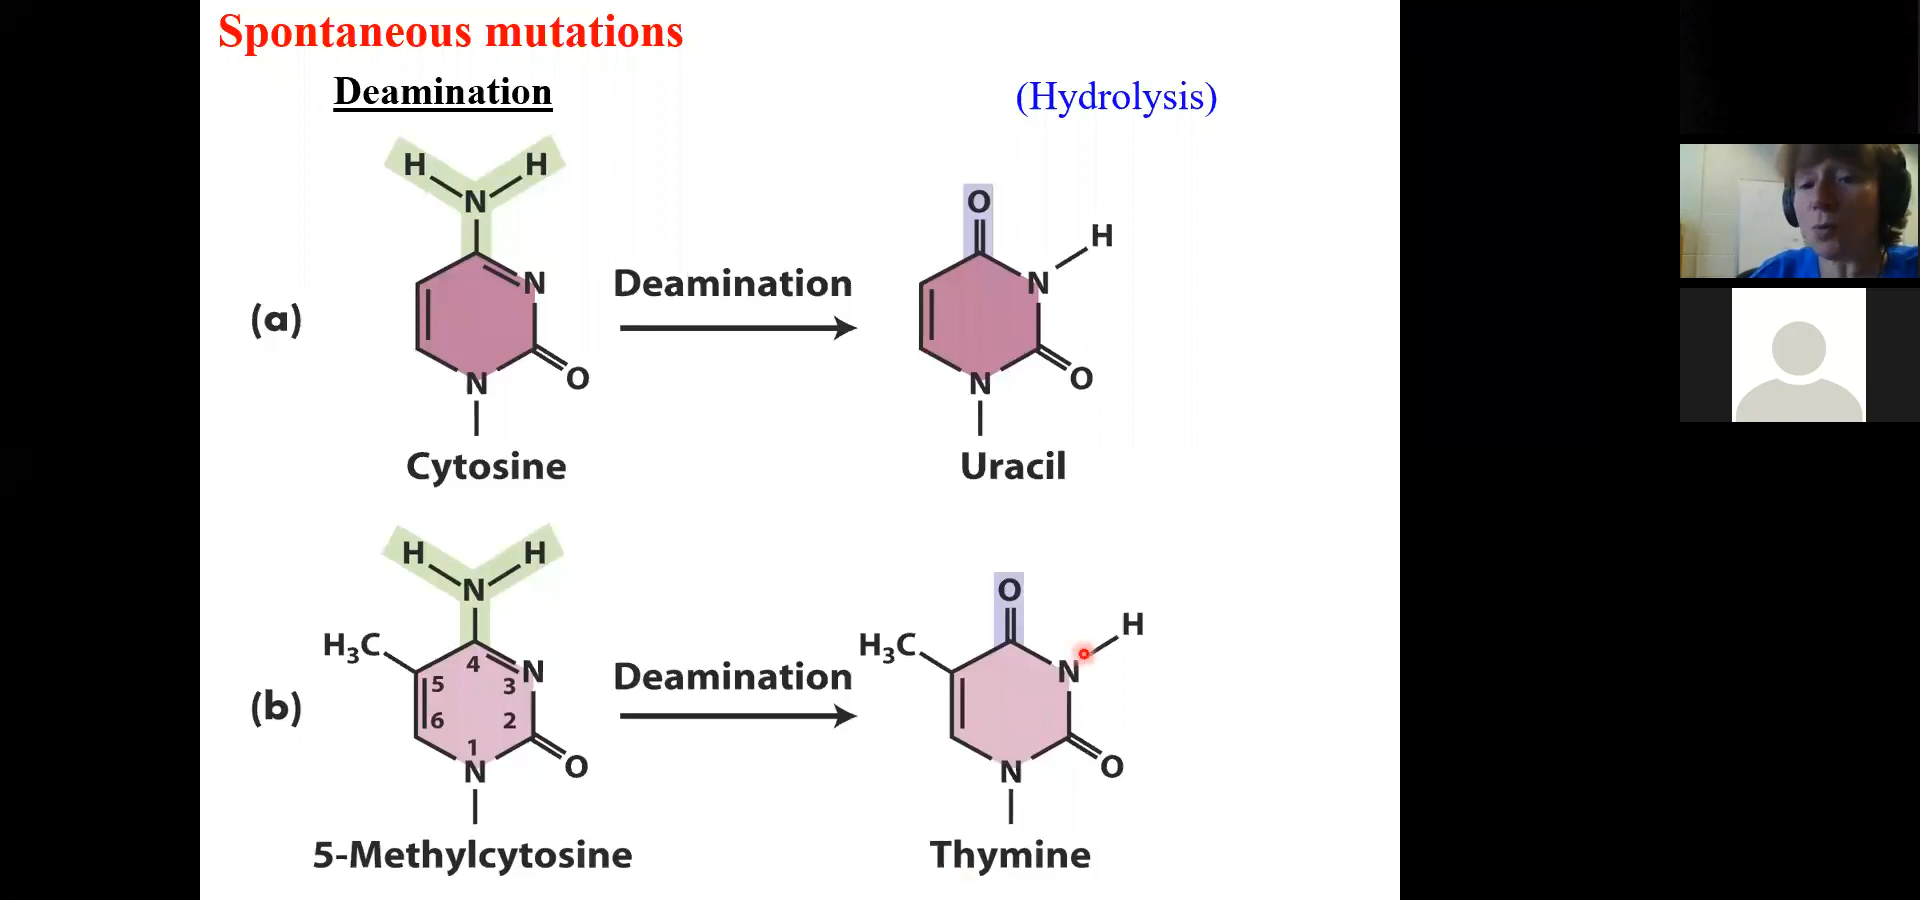 Spontaneous mutations
Deamination
(Hydrolysis)
H H
N
N
N
O
(a)
Cytosine
Deamination
O
H
N
N
O
Uracil
H H
N
H₃C
4
N
5
3
6
2
1
N
O
(b)
5-Methylcytosine
Deamination
O
H
H₃C
N
N
O
Thymine